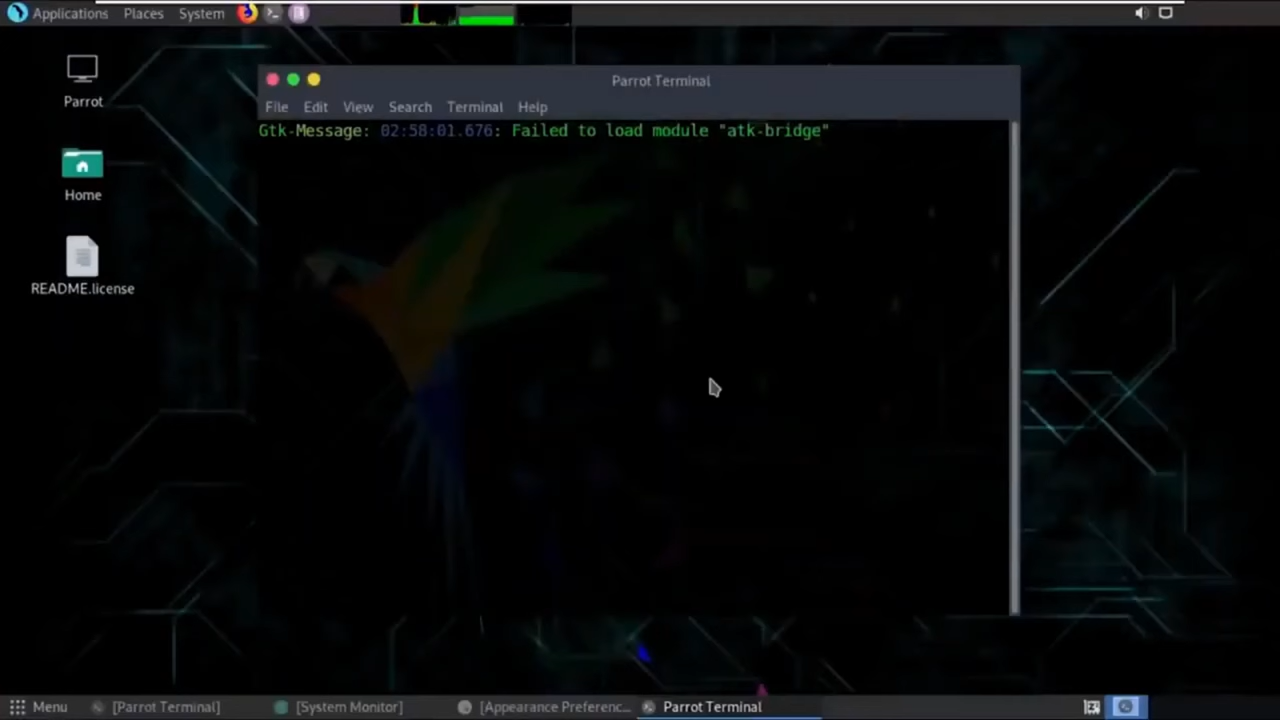 Applications Places System
Parrot Terminal
File Edit View Search Terminal Help
Gtk-Message: 02:58:01.676: Failed to load module "atk-bridge"
Parrot
Home
README.license
Menu [Parrot Terminal] [System Monitor] [Appearance Preferenc... Parrot Terminal